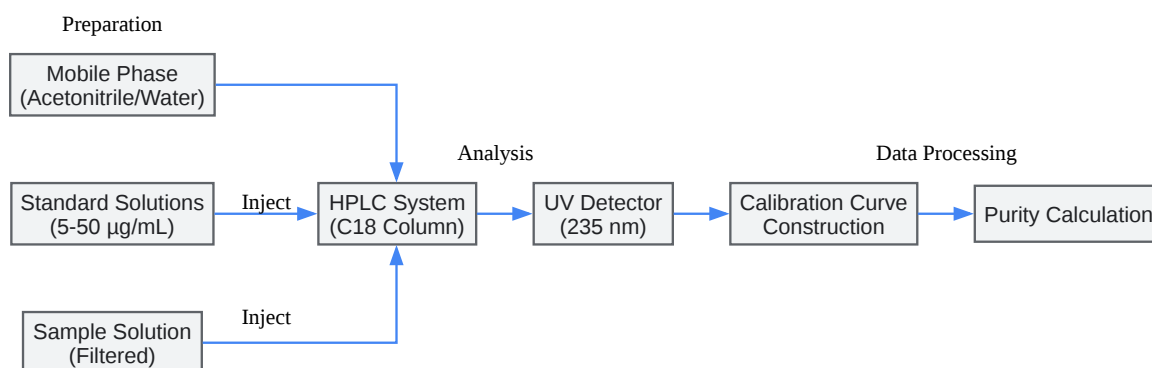 Preparation
Mobile Phase
(Acetonitrile/Water)
Analysis
Data Processing
Standard Solutions
(5-50 µg/mL)
Inject
HPLC System
(C18 Column)
UV Detector
(235 nm)
Calibration Curve
Construction
Purity Calculation
Sample Solution
(Filtered)
Inject